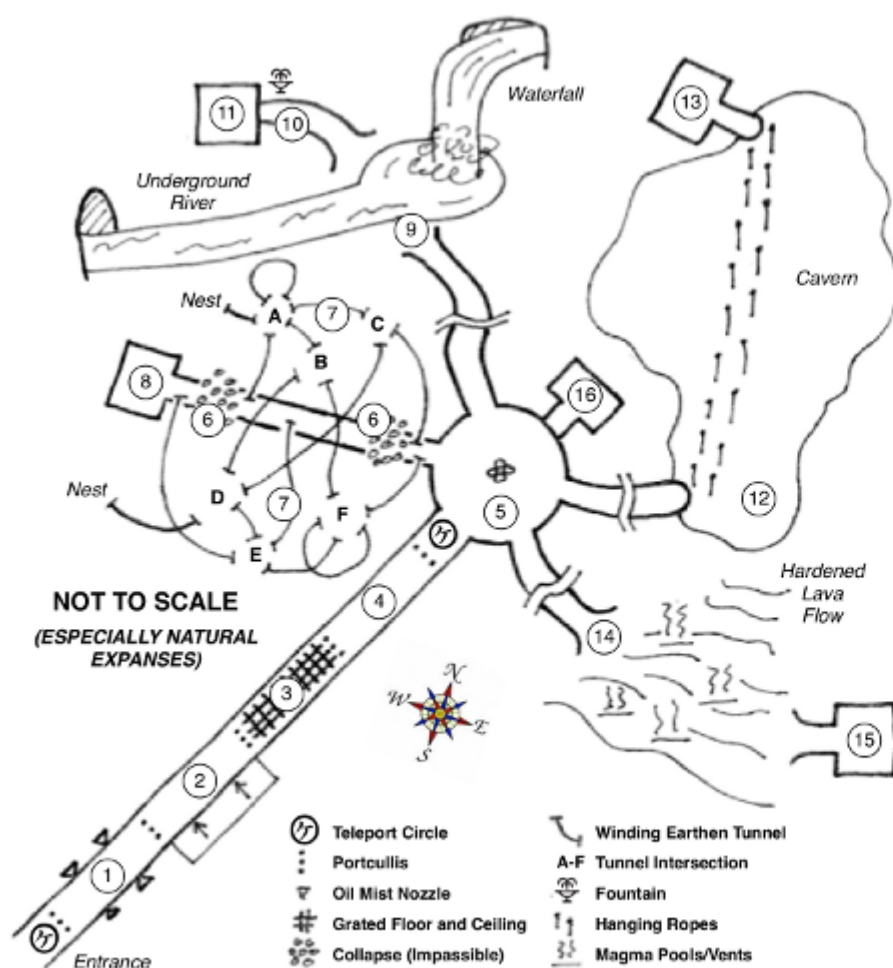 Waterfall
11
10
13
Underground
River
9
Cavern
Nest
A
7
C
B
8
6
6
16
Nest
D
7
F
5
12
E
NOT TO SCALE
(ESPECIALLY NATURAL
EXPANSES)
4
Hardened
Lava
Flow
14
3
N
W
E
S
15
2
1
Entrance
Teleport Circle
Portcullis
Oil Mist Nozzle
Grated Floor and Ceiling
Collapse (Impassible)
Winding Earthen Tunnel
A-F Tunnel Intersection
Fountain
Hanging Ropes
Magma Pools/Vents